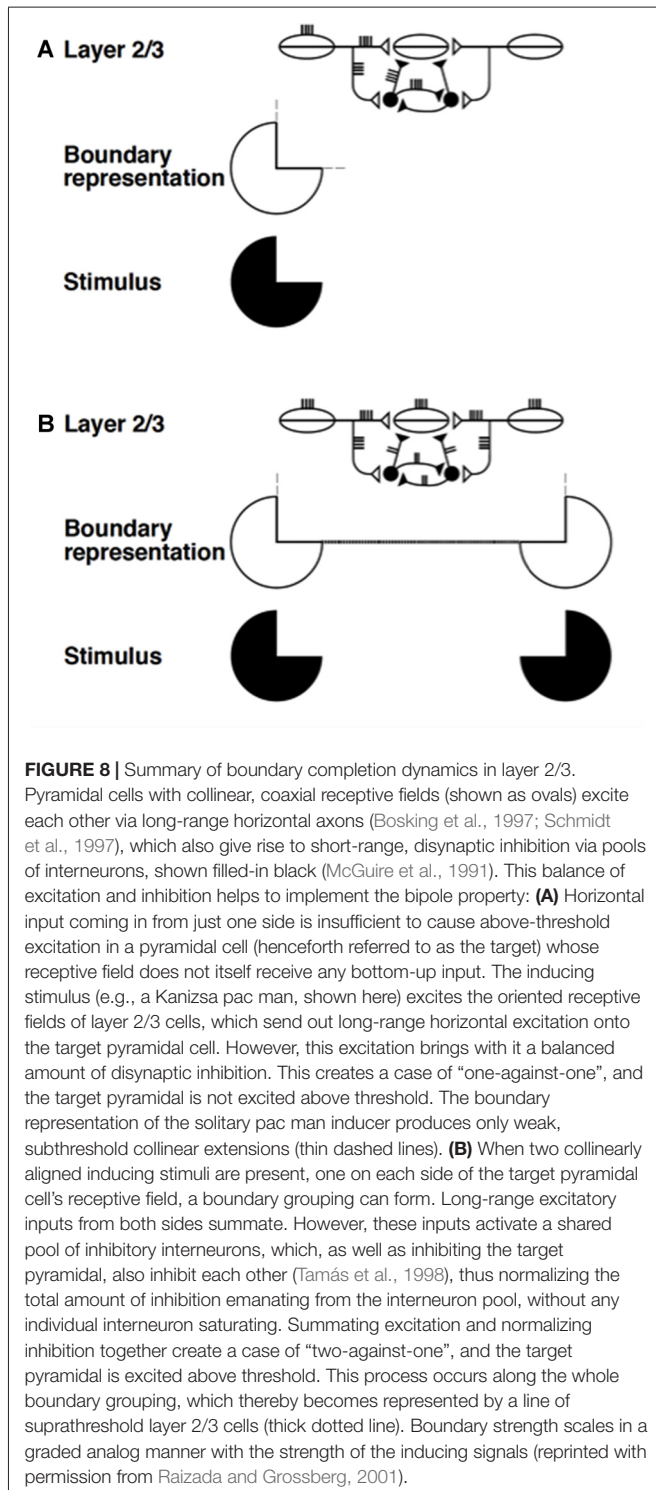 A Layer 2/3
Boundary
representation
Stimulus
B Layer 2/3
Boundary
representation
Stimulus
FIGURE 8 | Summary of boundary completion dynamics in layer 2/3.
Pyramidal cells with collinear, coaxial receptive fields (shown as ovals) excite
each other via long-range horizontal axons (Bosking et al., 1997; Schmidt
et al., 1997), which also give rise to short-range, disynaptic inhibition via pools
of interneurons, shown filled-in black (McGuire et al., 1991). This balance of
excitation and inhibition helps to implement the bipole property: (A) Horizontal
input coming in from just one side is insufficient to cause above-threshold
excitation in a pyramidal cell (henceforth referred to as the target) whose
receptive field does not itself receive any bottom-up input. The inducing
stimulus (e.g., a Kanizsa pac man, shown here) excites the oriented receptive
fields of layer 2/3 cells, which send out long-range horizontal excitation onto
the target pyramidal cell. However, this excitation brings with it a balanced
amount of disynaptic inhibition. This creates a case of “one-against-one”, and
the target pyramidal is not excited above threshold. The boundary
representation of the solitary pac man inducer produces only weak,
subthreshold collinear extensions (thin dashed lines). (B) When two collinearly
aligned inducing stimuli are present, one on each side of the target pyramidal
cell’s receptive field, a boundary grouping can form. Long-range excitatory
inputs from both sides summate. However, these inputs activate a shared
pool of inhibitory interneurons, which, as well as inhibiting the target
pyramidal, also inhibit each other (Tamás et al., 1998), thus normalizing the
total amount of inhibition emanating from the interneuron pool, without any
individual interneuron saturating. Summating excitation and normalizing
inhibition together create a case of “two-against-one”, and the target
pyramidal is excited above threshold. This process occurs along the whole
boundary grouping, which thereby becomes represented by a line of
suprathreshold layer 2/3 cells (thick dotted line). Boundary strength scales in a
graded analog manner with the strength of the inducing signals (reprinted with
permission from Raizada and Grossberg, 2001).